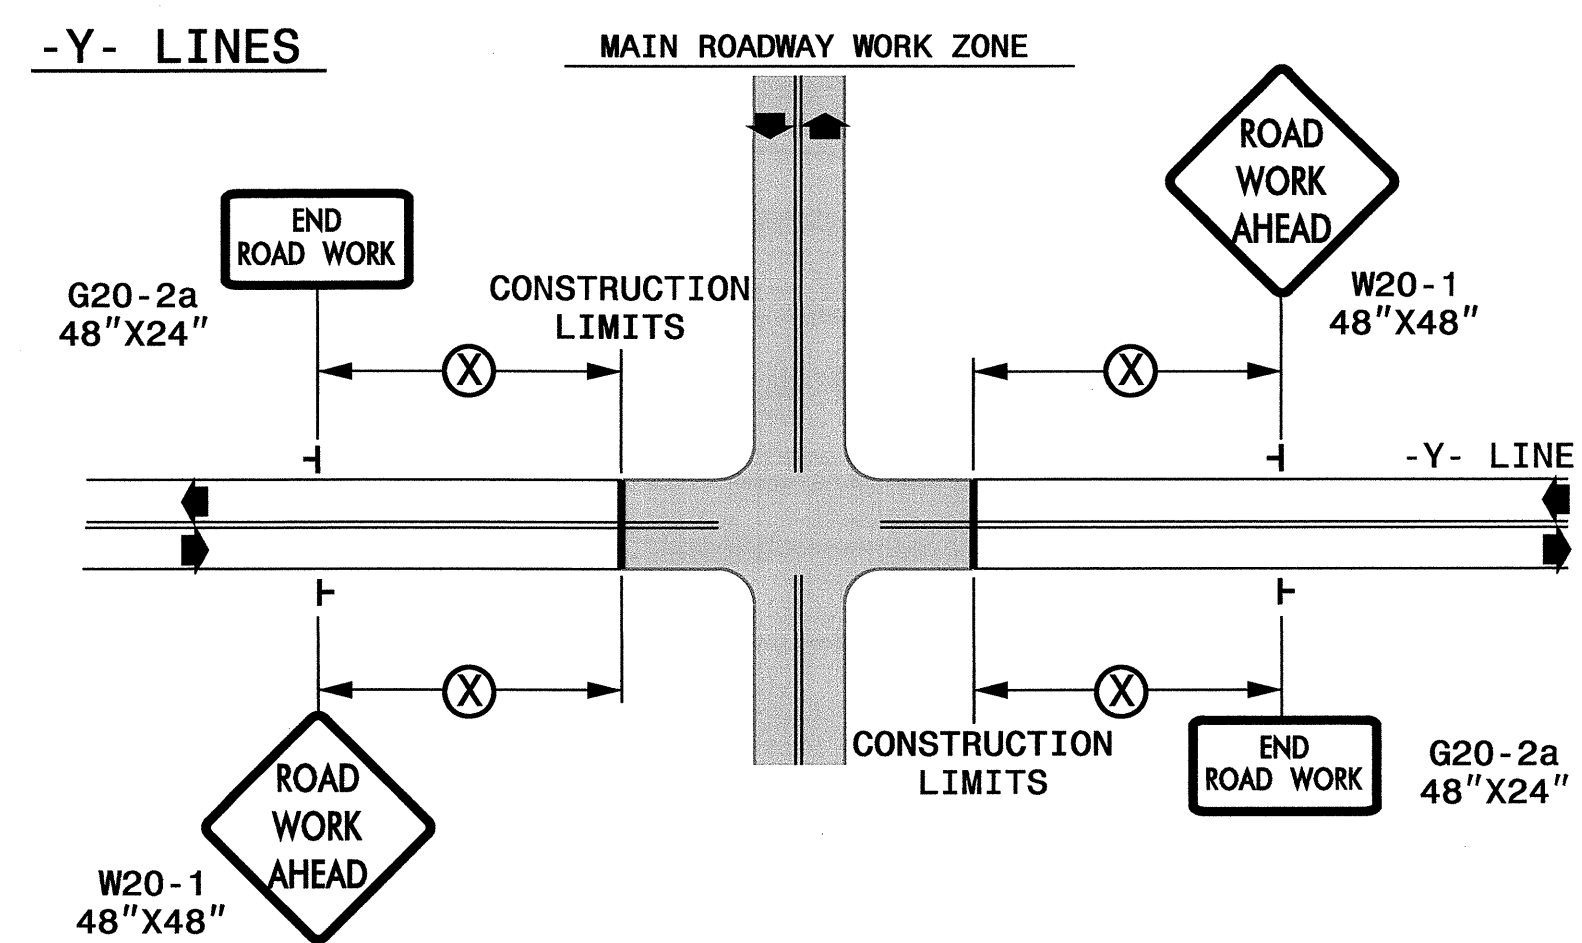 -Y- LINES
MAIN ROADWAY WORK ZONE
ROAD
WORK
AHEAD
END
ROAD WORK
G20-2a
48"X24"
CONSTRUCTION
LIMITS
W20-1
48"X48"
X
X
-Y- LINE
X
X
CONSTRUCTION
LIMITS
END
ROAD WORK
G20-2a
48"X24"
ROAD
WORK
AHEAD
W20-1
48"X48"